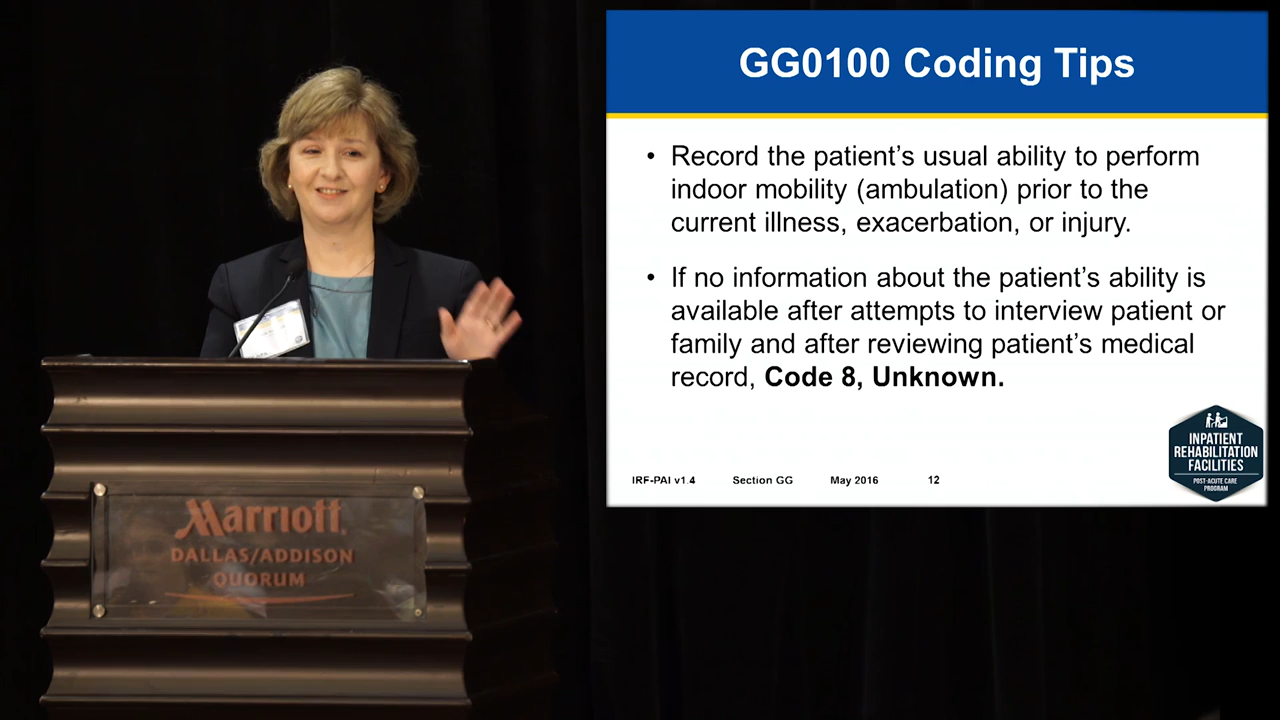 GG0100 Coding Tips
• Record the patient's usual ability to perform
indoor mobility (ambulation) prior to the
current illness, exacerbation, or injury.
• If no information about the patient's ability is
available after attempts to interview patient or
family and after reviewing patient's medical
record, Code 8, Unknown.
IRF-PAI v1.4 Section GG May 2016 12
INPATIENT
REHABILITATION
FACILITIES
POST-ACUTE CARE
PROGRAM
Marriott
DALLAS/ADDISON
QUORUM